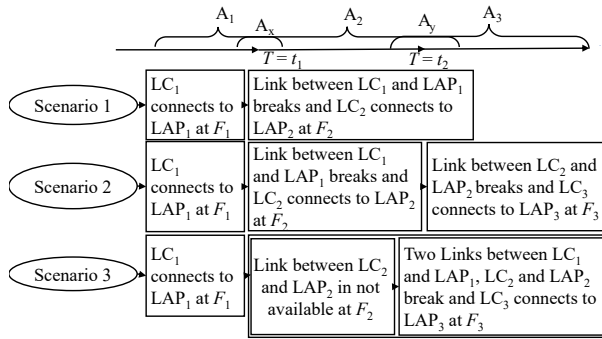 A1 Ax A2 Ay A3
T = t1 T = t2
Scenario 1
LC1
connects to
LAP1 at F1
Link between LC1 and LAP1
breaks and LC2 connects to
LAP2 at F2
Scenario 2
LC1
connects to
LAP1 at F1
Link between LC1
and LAP1 breaks and
LC2 connects to LAP2
at F2
Link between LC2 and
LAP2 breaks and LC3
connects to LAP3 at F3
Scenario 3
LC1
connects to
LAP1 at F1
Link between LC2
and LAP2 in not
available at F2
Two Links between LC1
and LAP1, LC2 and LAP2
break and LC3 connects to
LAP3 at F3